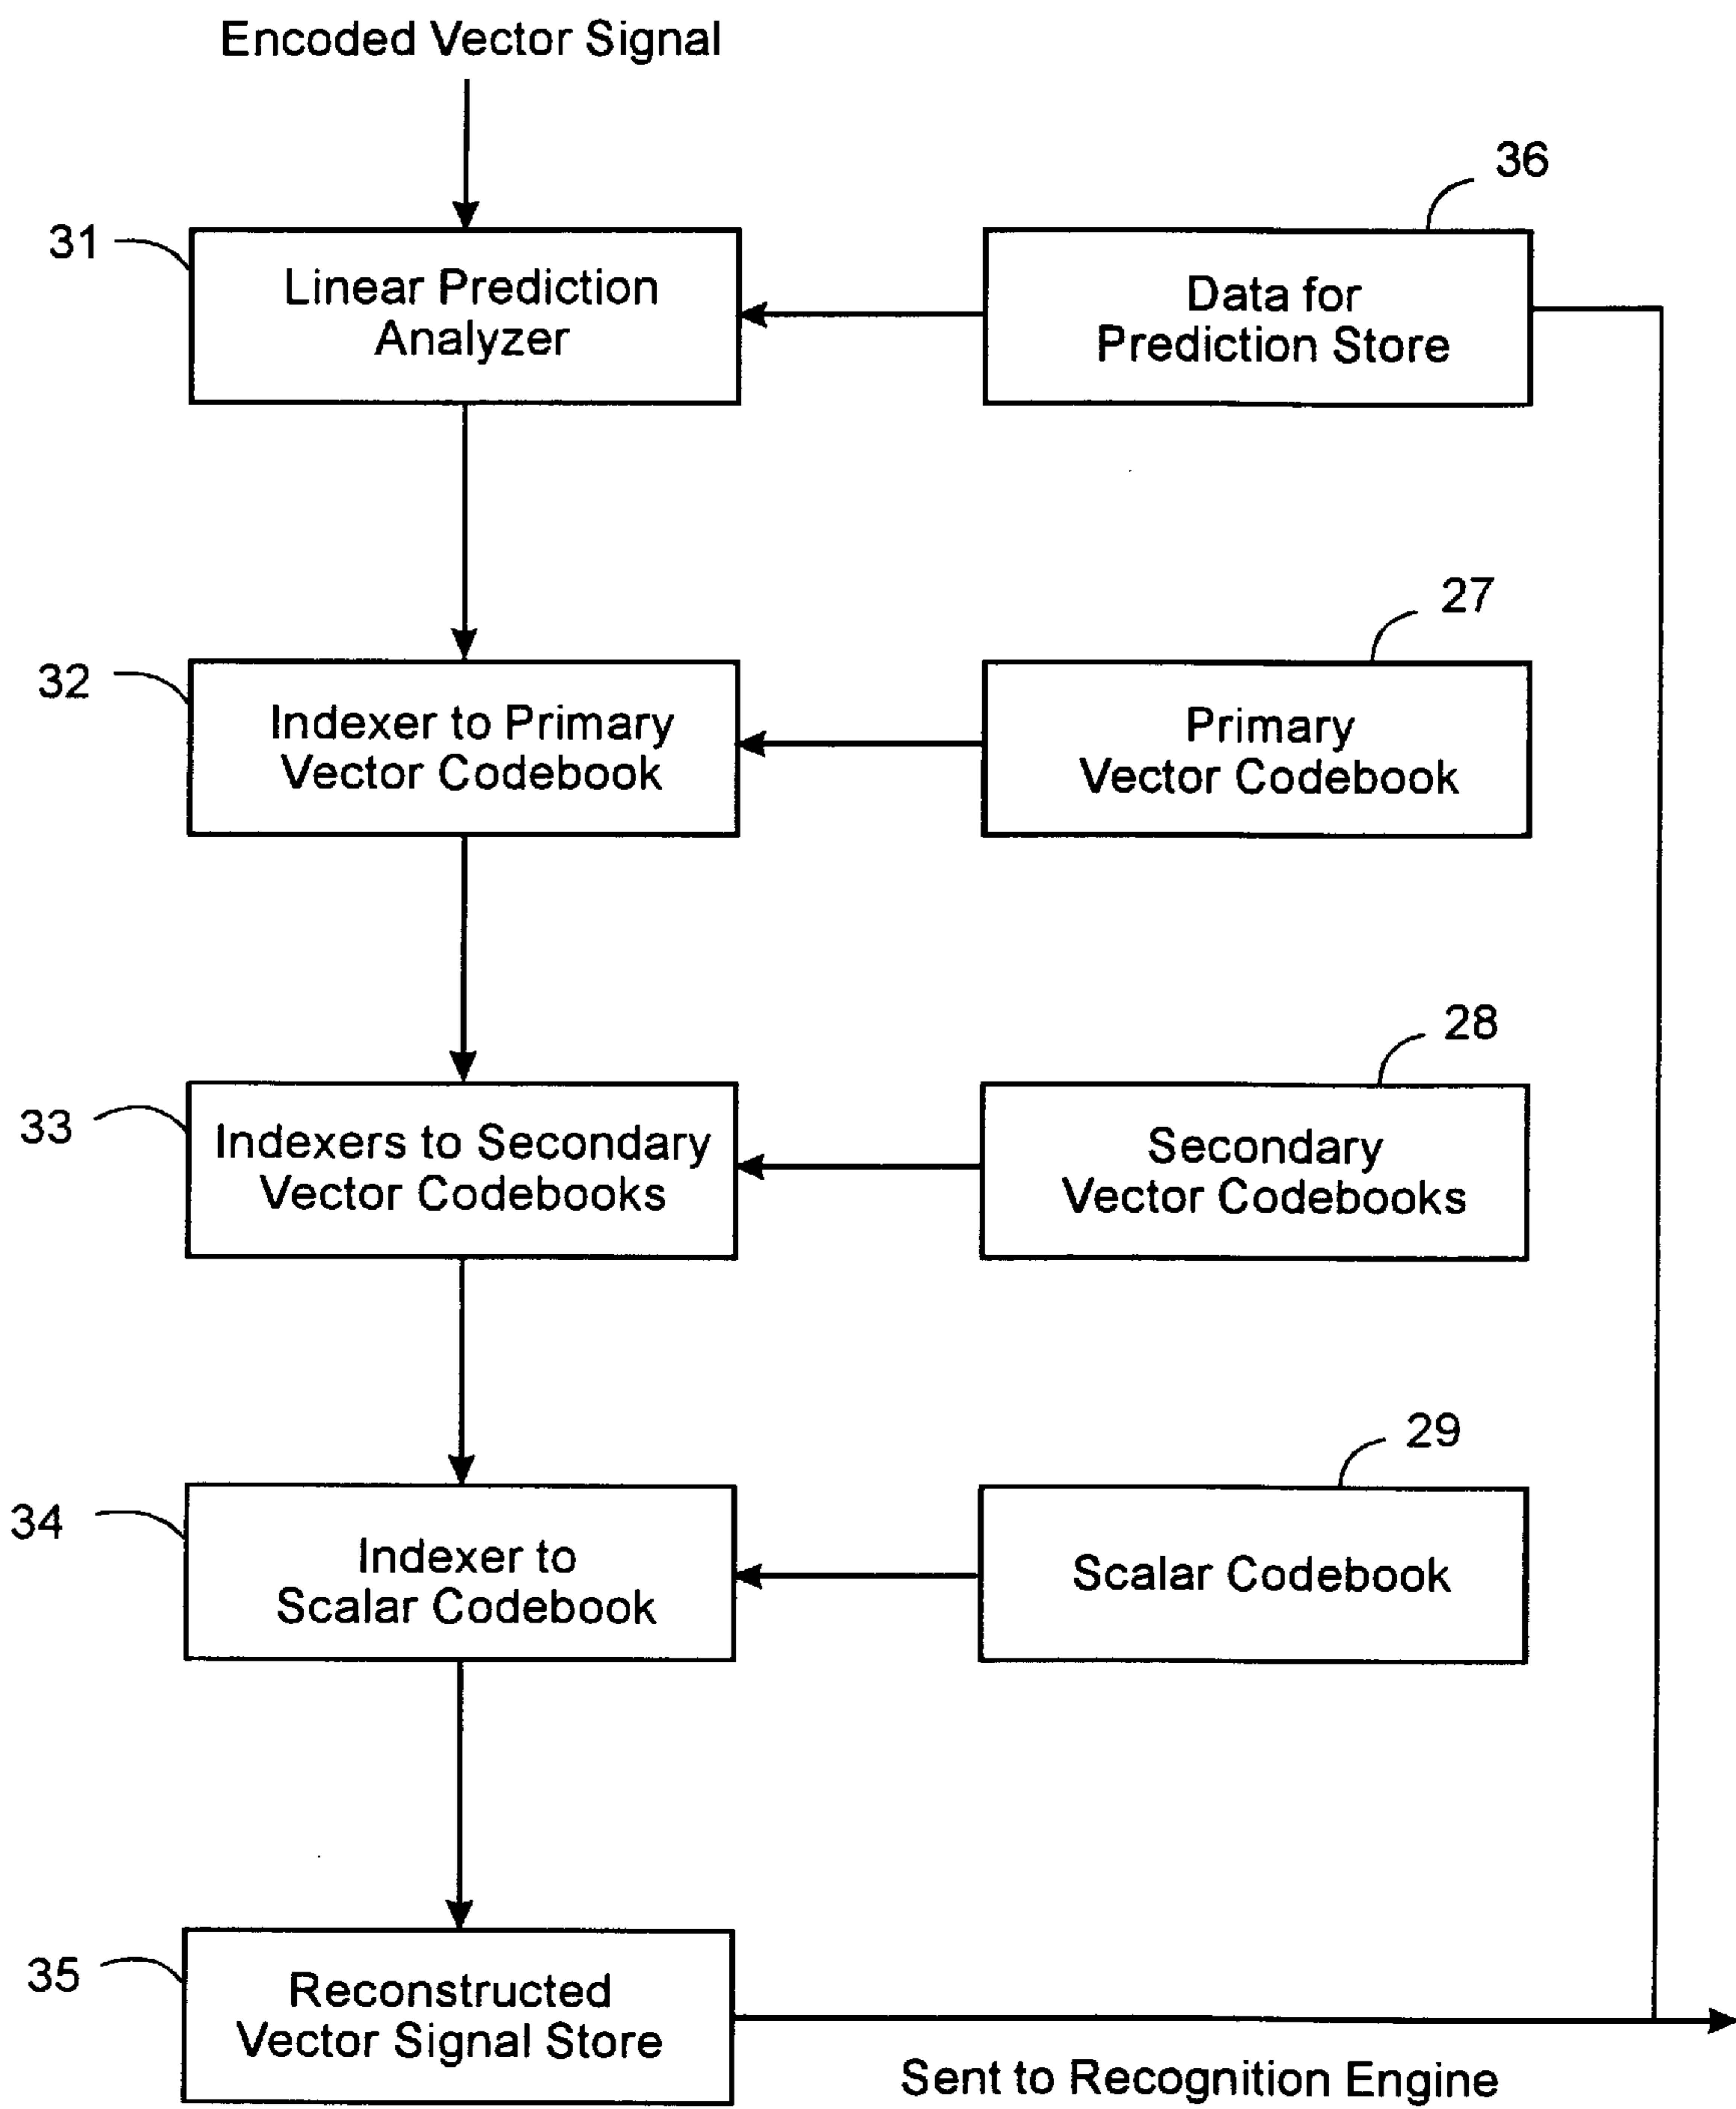 Encoded Vector Signal
36
31
Linear Prediction
Analyzer
Data for
Prediction Store
27
32
Indexer to Primary
Vector Codebook
Primary
Vector Codebook
28
33
Indexers to Secondary
Vector Codebooks
Secondary
Vector Codebooks
29
34
Indexer to
Scalar Codebook
Scalar Codebook
35
Reconstructed
Vector Signal Store
Sent to Recognition Engine